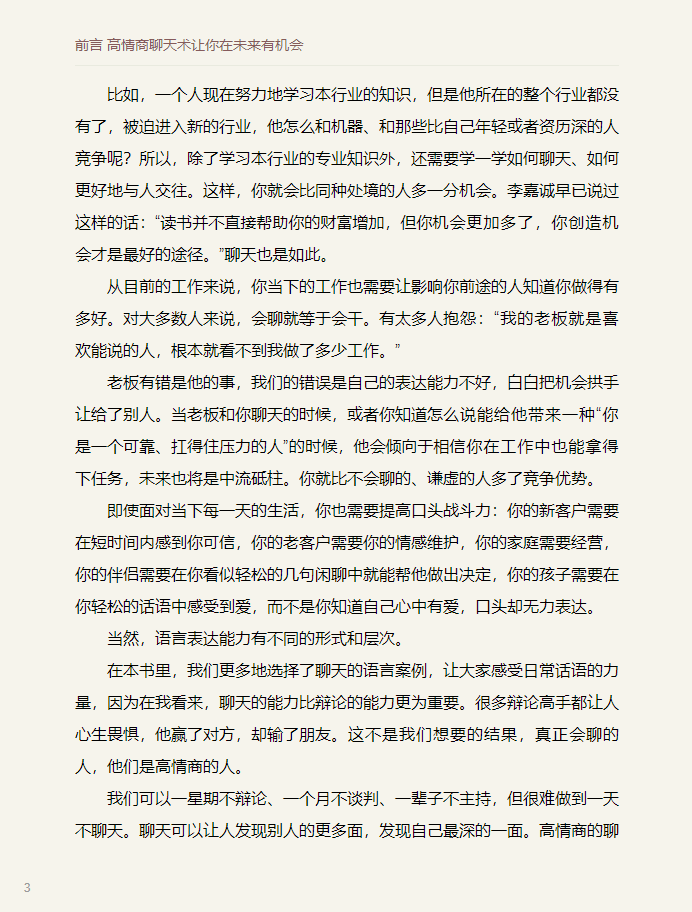 前言 高情商聊天术让你在未来有机会
比如，一个人现在努力地学习本行业的知识，但是他所在的整个行业都没
有了，被迫进入新的行业，他怎么和机器、和那些比自己年轻或者资历深的人
竞争呢？所以，除了学习本行业的专业知识外，还需要学一学如何聊天、如何
更好地与人交往。这样，你就会比同种处境的人多一分机会。李嘉诚早已说过
这样的话：“读书并不直接帮助你的财富增加，但你机会更加多了，你创造机
会才是最好的途径。”聊天也是如此。
从目前的工作来说，你当下的工作也需要让影响你前途的人知道你做得有
多好。对大多数人来说，会聊就等于会干。有太多人抱怨：“我的老板就是喜
欢能说的人，根本就看不到我做了多少工作。”
老板有错是他的事，我们的错误是自己的表达能力不好，白白把机会拱手
让给了别人。当老板和你聊天的时候，或者你知道怎么说能给他带来一种“你
是一个可靠、扛得住压力的人”的时候，他会倾向于相信你在工作中也能拿得
下任务，未来也将是中流砥柱。你就比不会聊的、谦虚的人多了竞争优势。
即使面对当下每一天的生活，你也需要提高口头战斗力：你的新客户需要
在短时间内感到你可信，你的老客户需要你的情感维护，你的家庭需要经营，
你的伴侣需要在你看似轻松的几句闲聊中就能帮他做出决定，你的孩子需要在
你轻松的话语中感受到爱，而不是你知道自己心中有爱，口头却无力表达。
当然，语言表达能力有不同的形式和层次。
在本书里，我们更多地选择了聊天的语言案例，让大家感受日常话语的力
量，因为在我看来，聊天的能力比辩论的能力更为重要。很多辩论高手都让人
心生畏惧，他赢了对方，却输了朋友。这不是我们想要的结果，真正会聊的
人，他们是高情商的人。
我们可以一星期不辩论、一个月不谈判、一辈子不主持，但很难做到一天
不聊天。聊天可以让人发现别人的更多面，发现自己最深的一面。高情商的聊
3